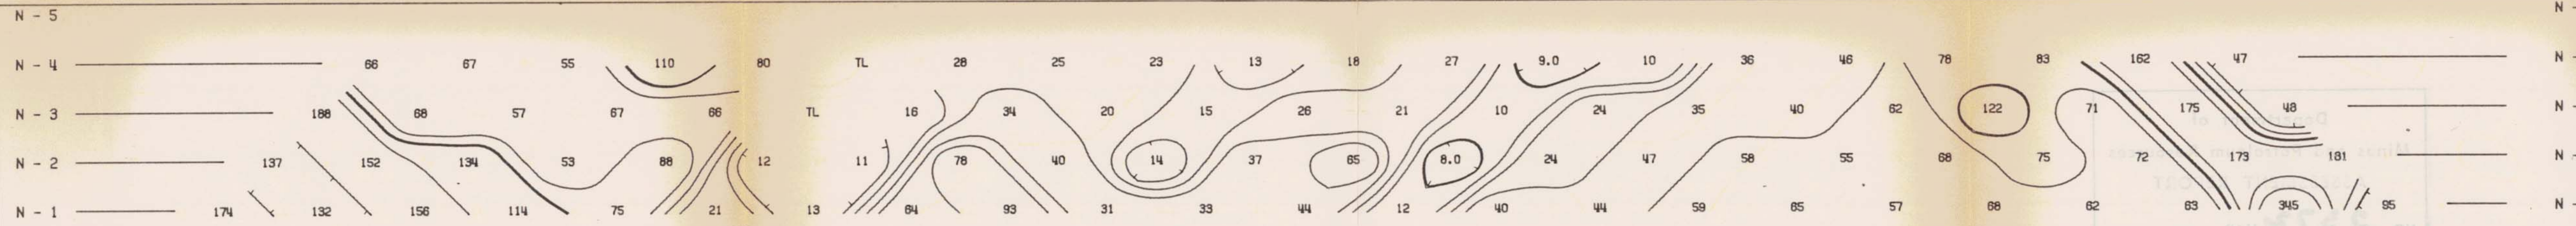 N - 5 N -
N - 4 66 67 55 110 80 TL 28 25 23 13 18 27 9.0 10 36 46 78 83 162 47 N -
N - 3 188 68 57 67 66 TL 16 34 20 15 26 21 10 24 35 40 62 122 71 175 48 N -
N - 2 137 152 134 53 88 12 11 78 40 14 37 65 8.0 24 47 58 55 68 75 72 173 181 N -
N - 1 174 132 156 114 75 21 13 64 93 31 33 44 12 40 44 59 65 57 68 62 63 345 95 N -